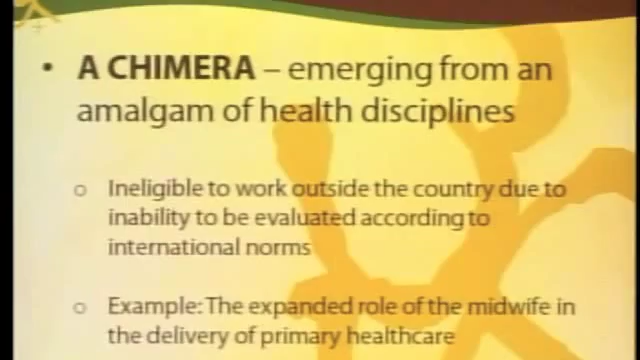 • A CHIMERA – emerging from an
amalgam of health disciplines
o Ineligible to work outside the country due to
inability to be evaluated according to
international norms
o Example: The expanded role of the midwife in
the delivery of primary healthcare